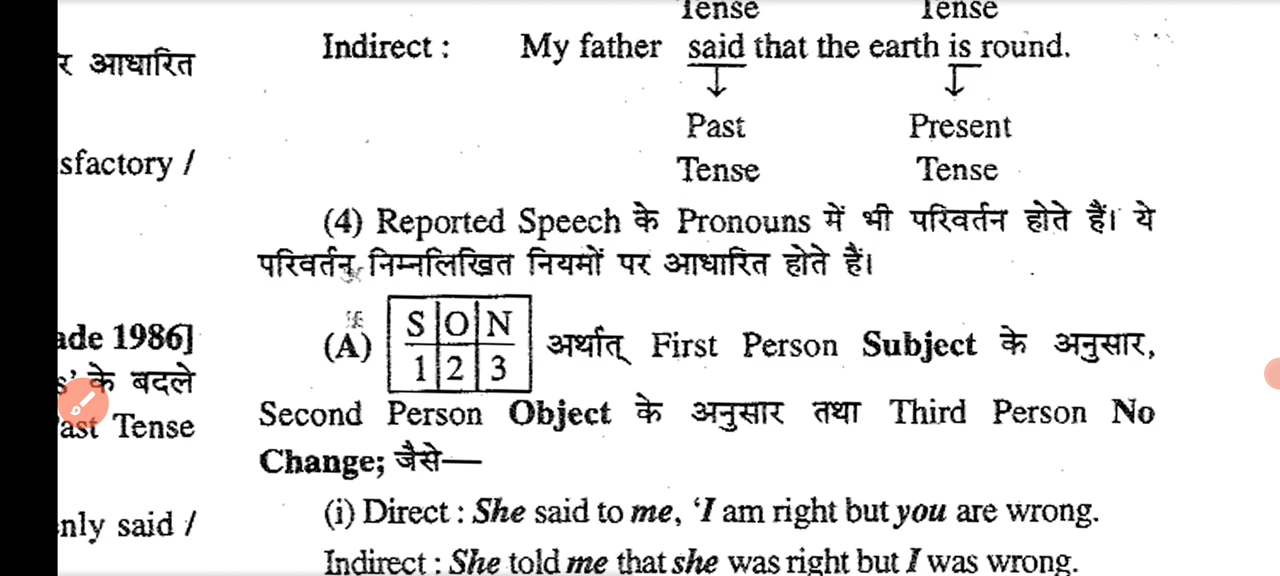 Tense Tense
Indirect : My father said that the earth is round.
Past Present
Tense Tense
(4) Reported Speech के Pronouns में भी परिवर्तन होते हैं। ये
परिवर्तन निम्नलिखित नियमों पर आधारित होते हैं।
(A) S O N अर्थात् First Person Subject के अनुसार,
1 2 3
Second Person Object के अनुसार तथा Third Person No
Change; जैसे—
(i) Direct : She said to me, ‘I am right but you are wrong.
Indirect : She told me that she was right but I was wrong.
आधारित
sfactory /
ade 1986]
के बदले
ast Tense
nly said /